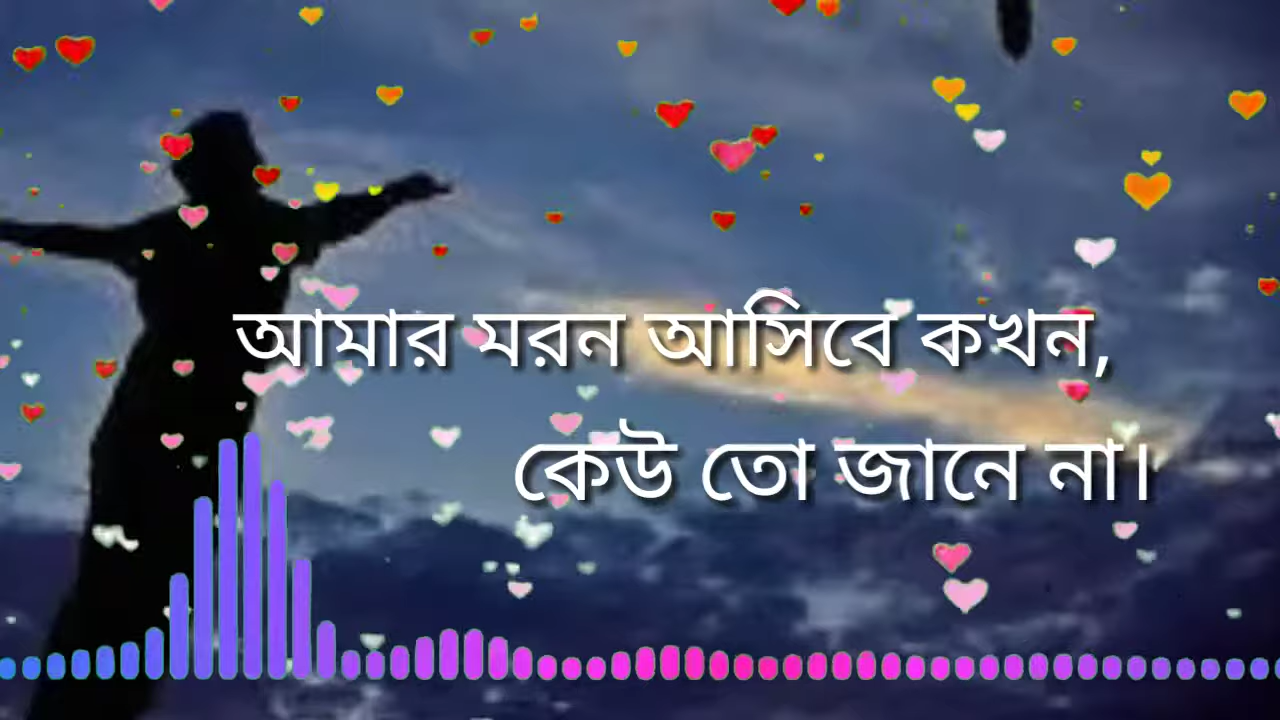 আমার মরন আসিবে কখন,
কেউ তো জানে না।